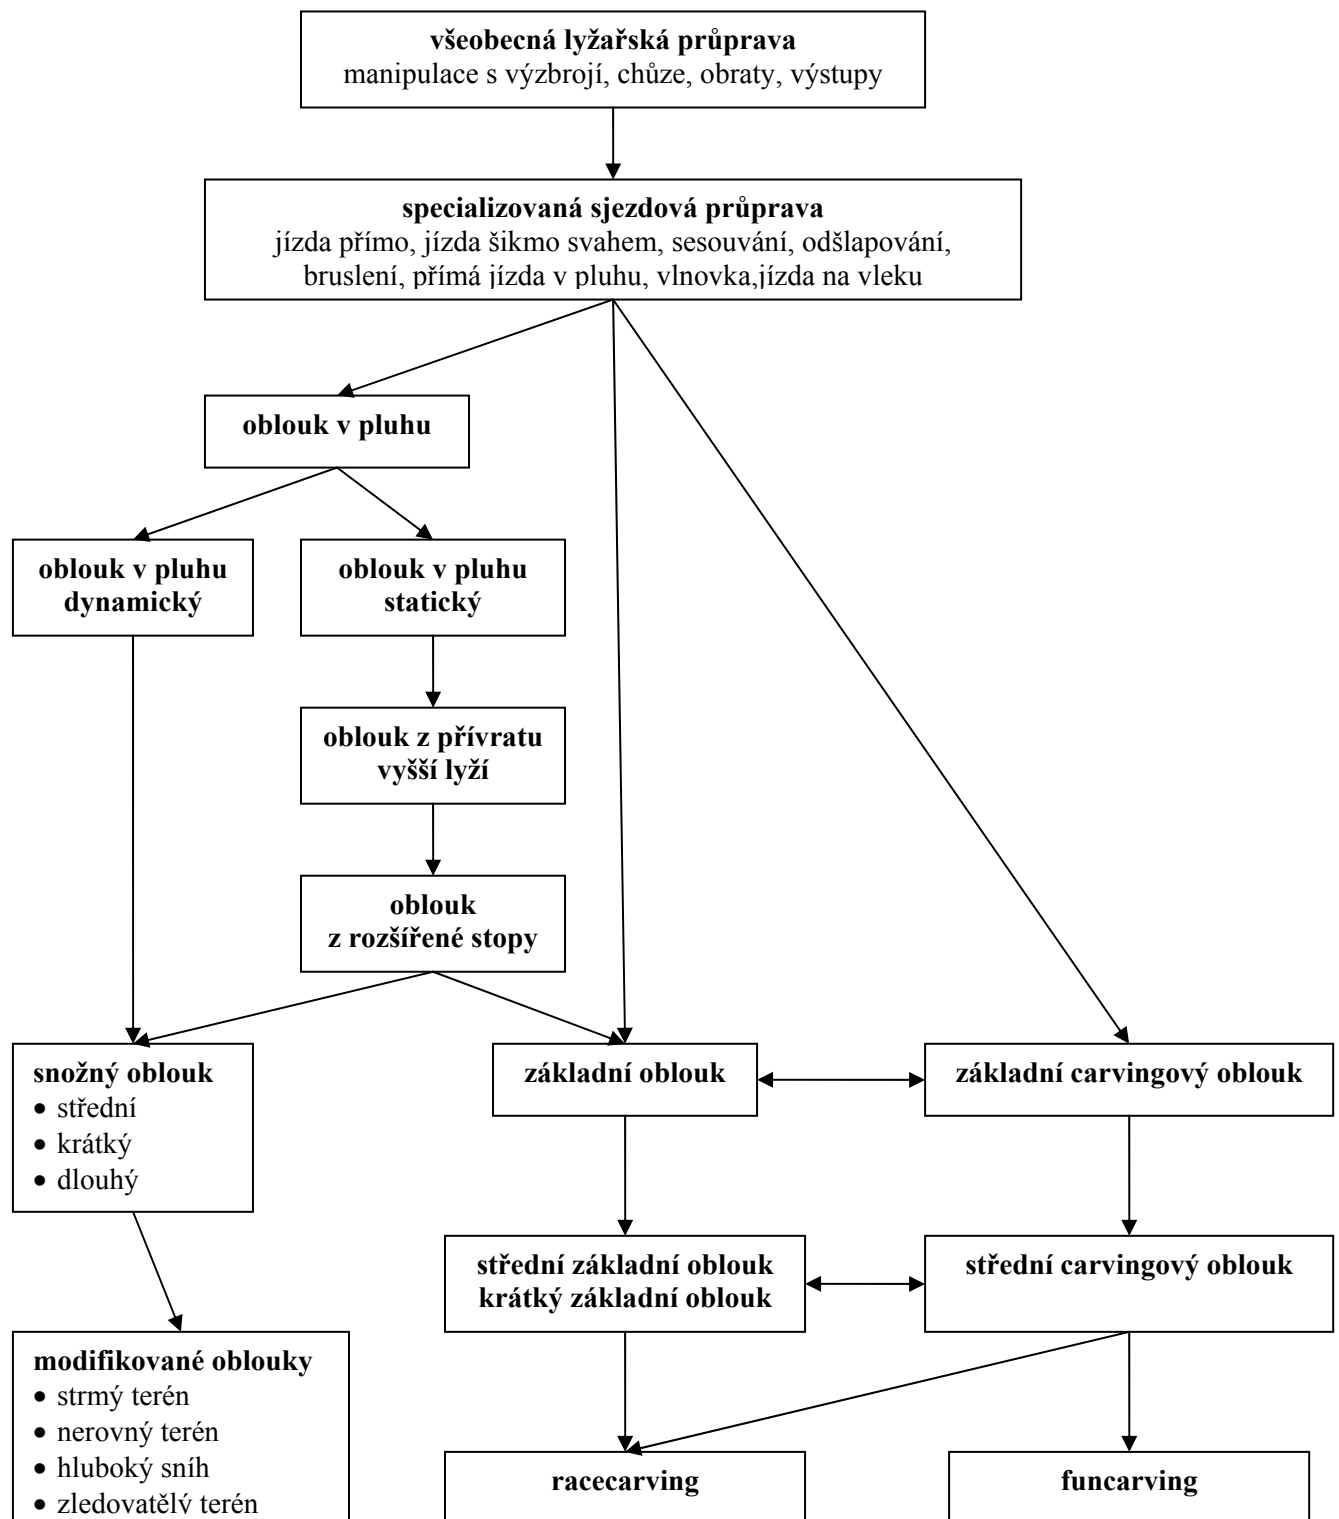 všeobecná lyžařská průprava
manipulace s výzbrojí, chůze, obraty, výstupy
specializovaná sjezdová průprava
jízda přímo, jízda šikmo svahem, sesouvání, odšlapování,
bruslení, přímá jízda v pluhu, vlnovka,jízda na vleku
oblouk v pluhu
oblouk v pluhu
dynamický
oblouk v pluhu
statický
oblouk z přívratu
vyšší lyží
oblouk
z rozšířené stopy
snožný oblouk
• střední
• krátký
• dlouhý
základní oblouk
základní carvingový oblouk
střední základní oblouk
krátký základní oblouk
střední carvingový oblouk
modifikované oblouky
• strmý terén
• nerovný terén
• hluboký sníh
• zledovatělý terén
racecarving
funcarving